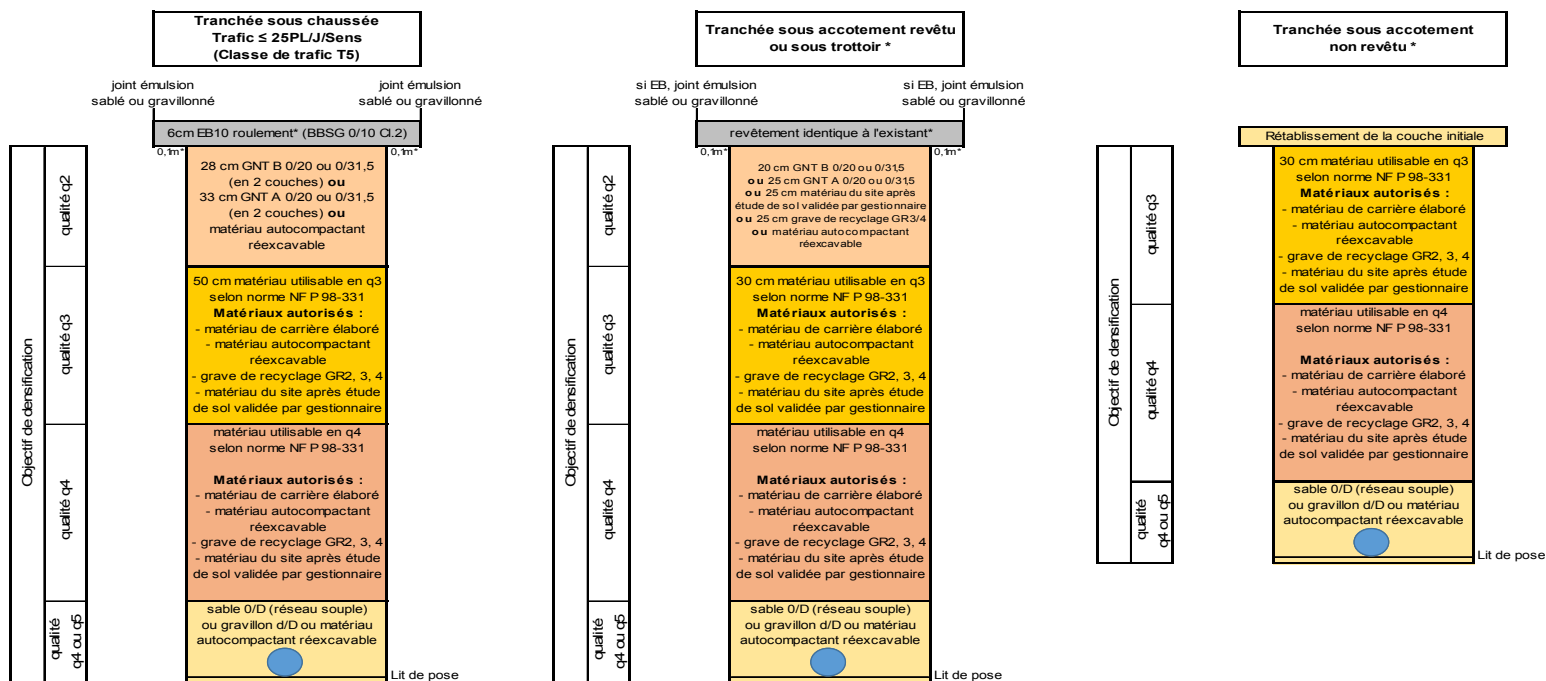 Tranchée sous chaussée
Trafic ≤ 25PL/J/Sens
(Classe de trafic T5)
joint émulsion
sablé ou gravillonné
joint émulsion
sablé ou gravillonné
6cm EB10 roulement* (BBSG 0/10 Cl.2)
0,1m*
0,1m*
Objectif de densification
qualité q2
28 cm GNT B 0/20 ou 0/31,5
(en 2 couches) ou
33 cm GNT A 0/20 ou 0/31,5
(en 2 couches) ou
matériau autocompactant
réexcavable
qualité q3
50 cm matériau utilisable en q3
selon norme NF P 98-331
Matériaux autorisés :
- matériau de carrière élaboré
- matériau autocompactant
réexcavable
- grave de recyclage GR2, 3, 4
- matériau du site après étude
de sol validée par gestionnaire
qualité q4
matériau utilisable en q4
selon norme NF P 98-331
Matériaux autorisés :
- matériau de carrière élaboré
- matériau autocompactant
réexcavable
- grave de recyclage GR2, 3, 4
- matériau du site après étude
de sol validée par gestionnaire
qualité
q4 ou q5
sable 0/D (réseau souple)
ou gravillon d/D ou matériau
autocompactant réexcavable
Lit de pose
Tranchée sous accotement revêtu
ou sous trottoir *
si EB, joint émulsion
sablé ou gravillonné
si EB, joint émulsion
sablé ou gravillonné
revêtement identique à l'existant*
0,1m*
0,1m*
Objectif de densification
qualité q2
20 cm GNT B 0/20 ou 0/31,5
ou 25 cm GNT A 0/20 ou 0/31,5
ou 25 cm matériau du site après
étude de sol validée par gestionnaire
ou 25 cm grave de recyclage GR3/4
ou matériau autocompactant
réexcavable
qualité q3
30 cm matériau utilisable en q3
selon norme NF P 98-331
Matériaux autorisés :
- matériau de carrière élaboré
- matériau autocompactant
réexcavable
- grave de recyclage GR2, 3, 4
- matériau du site après étude
de sol validée par gestionnaire
qualité q4
matériau utilisable en q4
selon norme NF P 98-331
Matériaux autorisés :
- matériau de carrière élaboré
- matériau autocompactant
réexcavable
- grave de recyclage GR2, 3, 4
- matériau du site après étude
de sol validée par gestionnaire
qualité
q4 ou q5
sable 0/D (réseau souple)
ou gravillon d/D ou matériau
autocompactant réexcavable
Lit de pose
Tranchée sous accotement
non revêtu *
Rétablissement de la couche initiale
Objectif de densification
qualité q3
30 cm matériau utilisable en q3
selon norme NF P 98-331
Matériaux autorisés :
- matériau de carrière élaboré
- matériau autocompactant
réexcavable
- grave de recyclage GR2, 3, 4
- matériau du site après étude
de sol validée par gestionnaire
qualité q4
matériau utilisable en q4
selon norme NF P 98-331
Matériaux autorisés :
- matériau de carrière élaboré
- matériau autocompactant
réexcavable
- grave de recyclage GR2, 3, 4
- matériau du site après étude
de sol validée par gestionnaire
qualité
q4 ou q5
sable 0/D (réseau souple)
ou gravillon d/D ou matériau
autocompactant réexcavable
Lit de pose